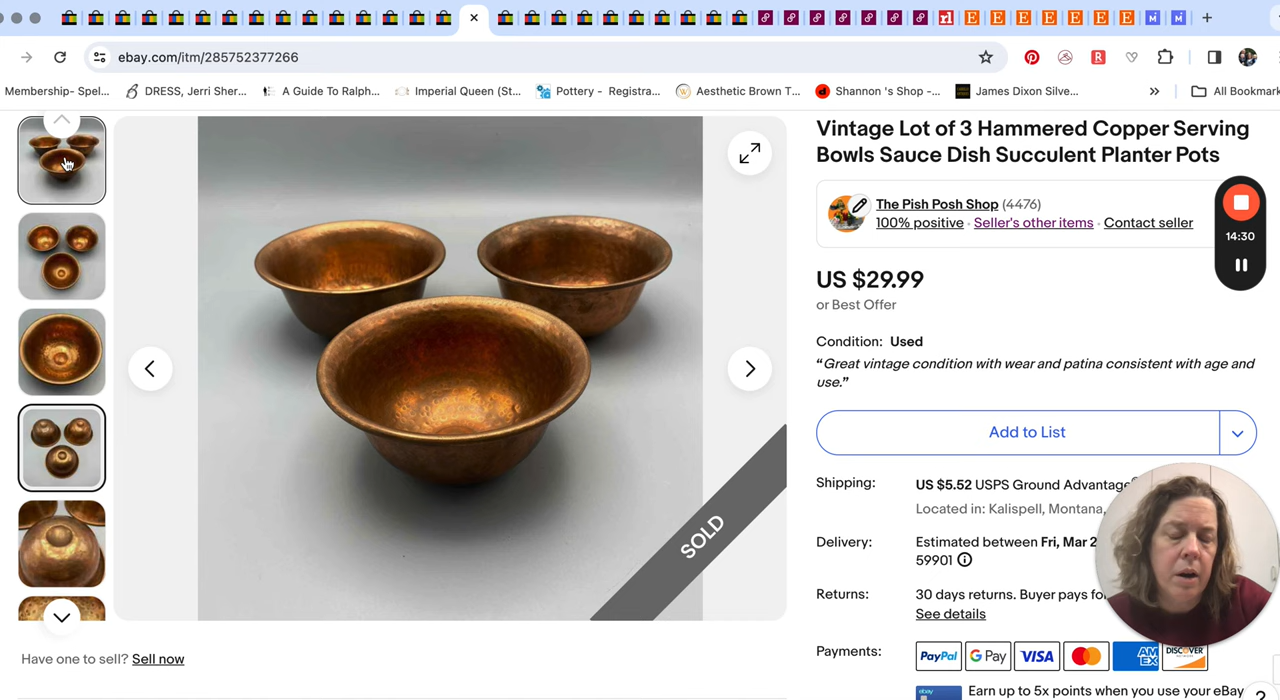 ebay.com/itm/285752377266
Membership- Spel...
DRESS, Jerri Sher...
A Guide To Ralph...
Imperial Queen (St...
Pottery - Registra...
Aesthetic Brown T...
Shannon 's Shop -...
James Dixon Silve...
»
All Bookmark
Vintage Lot of 3 Hammered Copper Serving
Bowls Sauce Dish Succulent Planter Pots
The Pish Posh Shop (4476)
100% positive · Seller's other items · Contact seller
14:30
US $29.99
or Best Offer
Condition: Used
“Great vintage condition with wear and patina consistent with age and
use.”
Add to List
SOLD
Shipping: US $5.52 USPS Ground Advantage
Located in: Kalispell, Montana,
Delivery: Estimated between Fri, Mar 2
59901
Returns: 30 days returns. Buyer pays fo
See details
Payments: PayPal G Pay VISA AM EX DISCOVER
Have one to sell? Sell now
Earn up to 5x points when you use your eBay